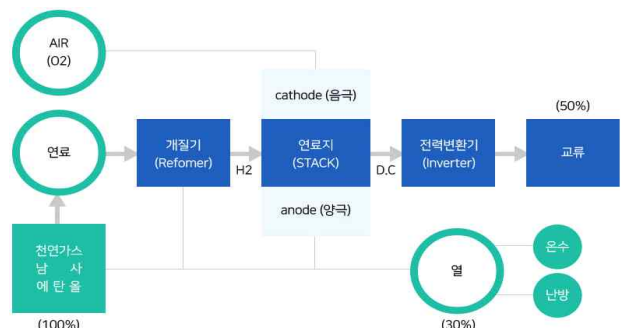 AIR
(O2)
cathode (음극)
(50%)
연료
개질기
(Refomer)
H2
연료지
(STACK)
D.C
전력변환기
(Inverter)
교류
anode (양극)
천연가스
남 사
에 탄 올
(100%)
열
(30%)
온수
난방